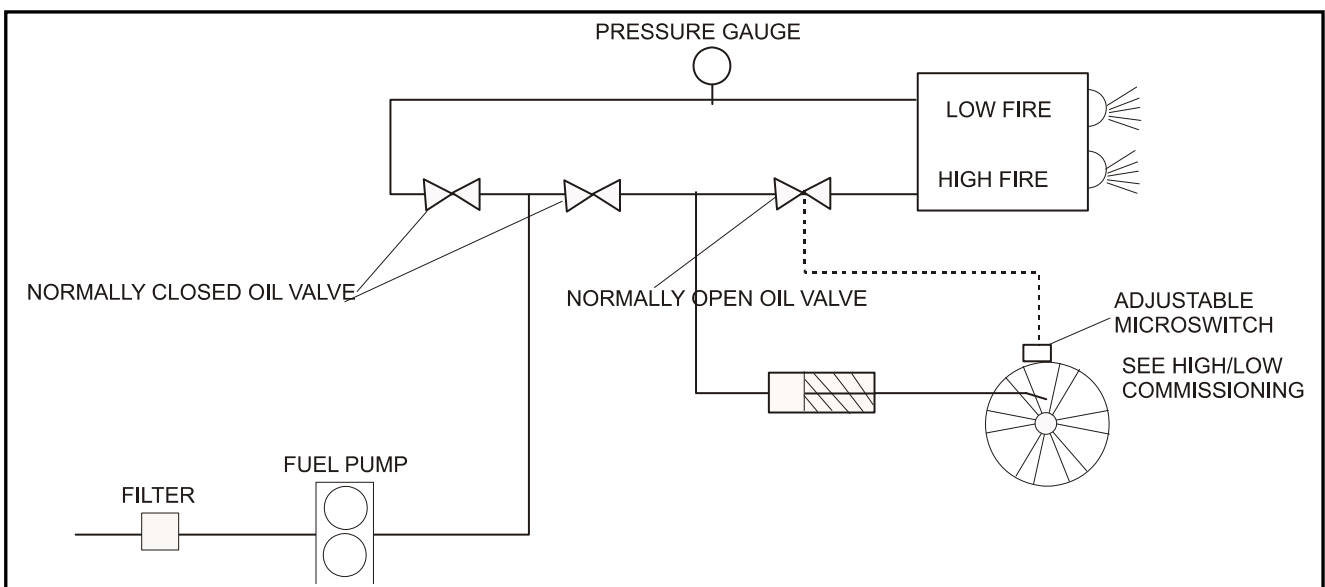 PRESSURE GAUGE
LOW FIRE
HIGH FIRE
NORMALLY CLOSED OIL VALVE
NORMALLY OPEN OIL VALVE
ADJUSTABLE
MICROSWITCH
SEE HIGH/LOW
COMMISSIONING
FUEL PUMP
FILTER